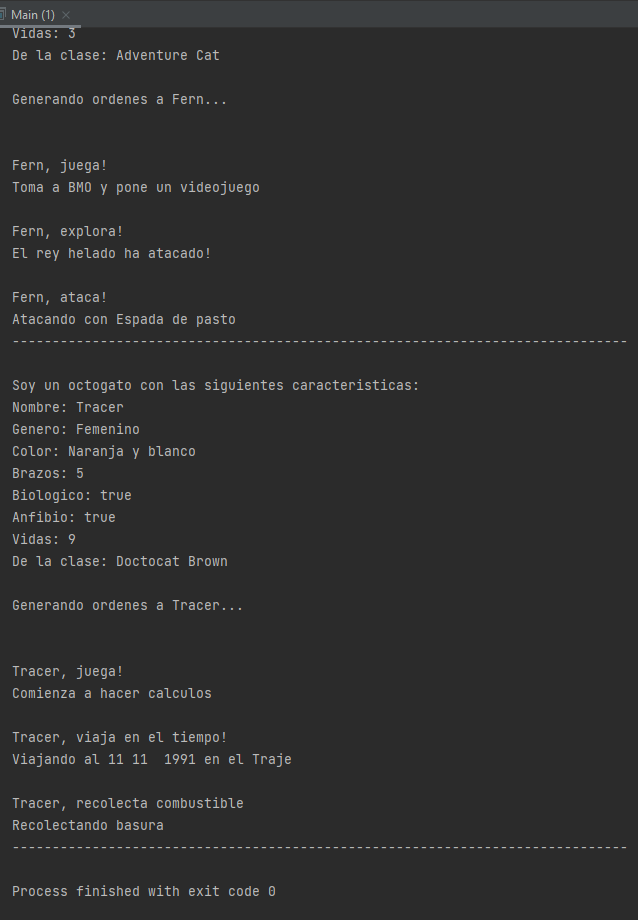 Main (1)
Vidas: 3
De la clase: Adventure Cat
Generando ordenes a Fern...
Fern, juega!
Toma a BMO y pone un videojuego
Fern, explora!
El rey helado ha atacado!
Fern, ataca!
Atacando con Espada de pasto
-----------------------------------------------------------------------------
Soy un octogato con las siguientes caracteristicas:
Nombre: Tracer
Genero: Femenino
Color: Naranja y blanco
Brazos: 5
Biologico: true
Anfibio: true
Vidas: 9
De la clase: Doctocat Brown
Generando ordenes a Tracer...
Tracer, juega!
Comienza a hacer calculos
Tracer, viaja en el tiempo!
Viajando al 11 11  1991 en el Traje
Tracer, recolecta combustible
Recolectando basura
-----------------------------------------------------------------------------
Process finished with exit code 0